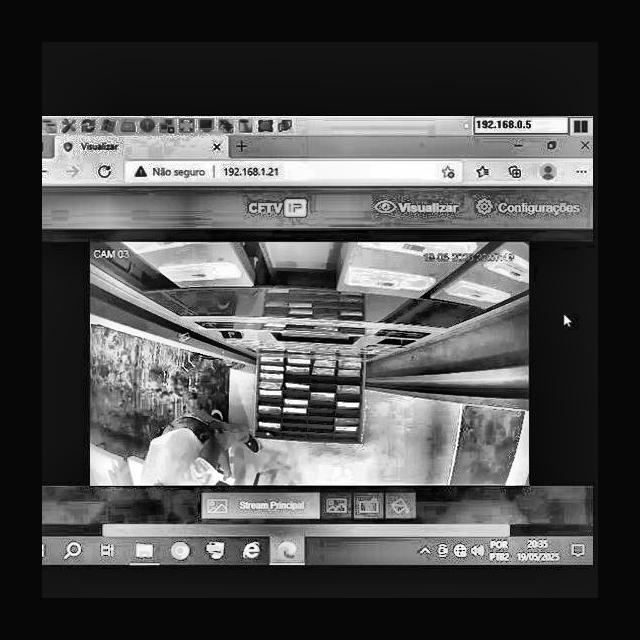 192.168.0.5
Visualizar
Não seguro | 192.168.1.21
CFTV IP Visualizar Configurações
CAM 03
Stream Principal
POR 20:35
PTB2 19/05/2025